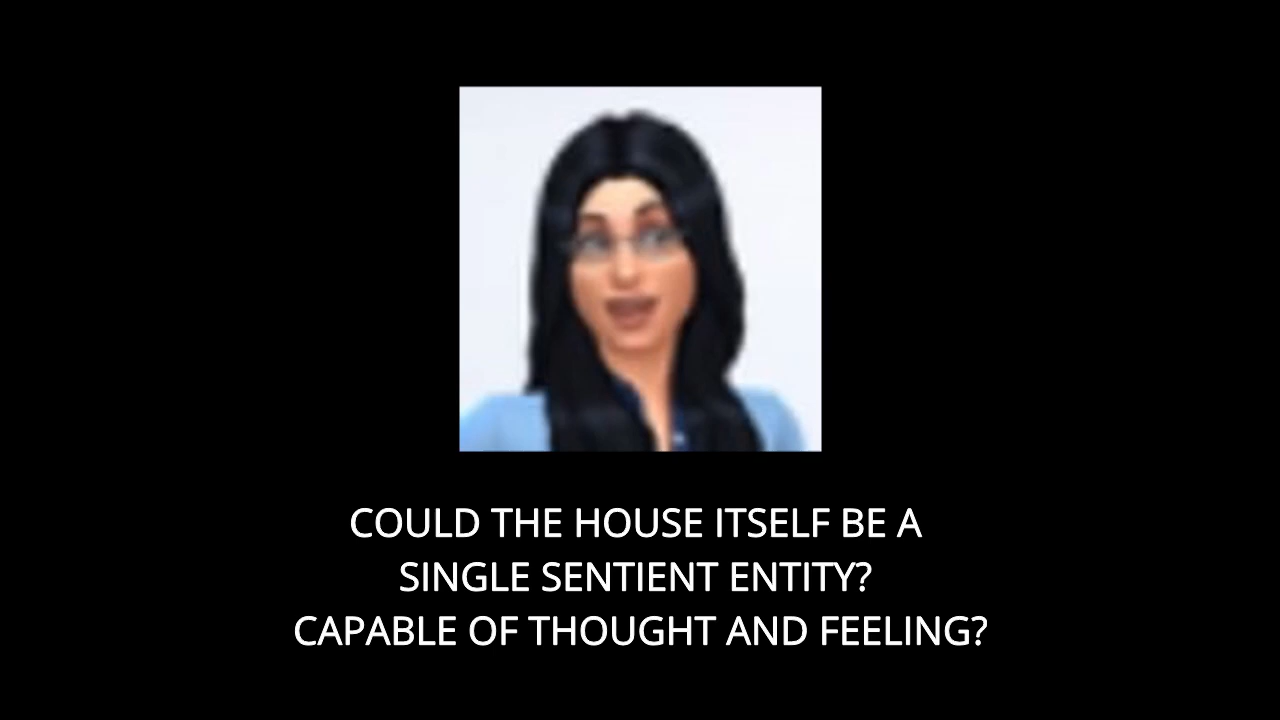 COULD THE HOUSE ITSELF BE A
SINGLE SENTIENT ENTITY?
CAPABLE OF THOUGHT AND FEELING?